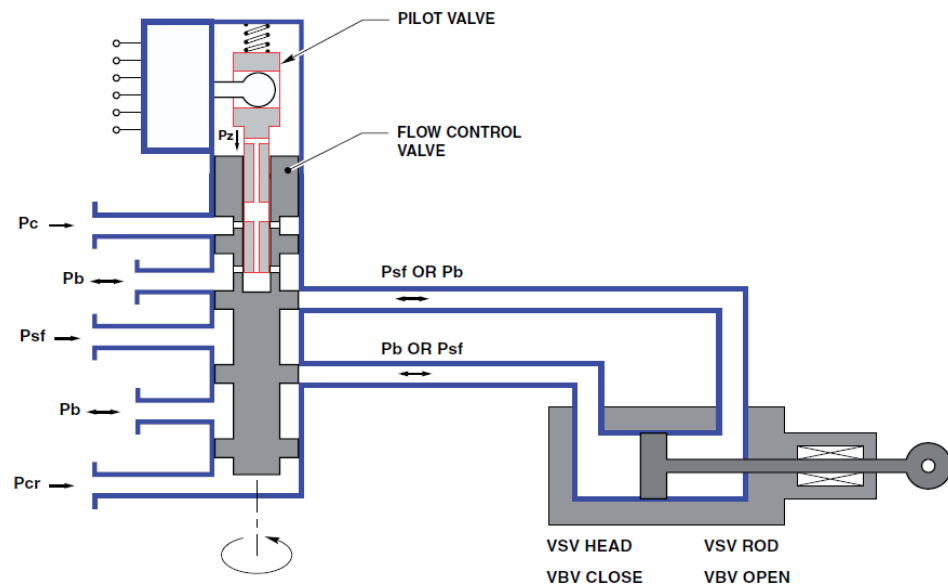 PILOT VALVE
Pz
FLOW CONTROL
VALVE
Pc
Pb
Psf OR Pb
Psf
Pb OR Psf
Pb
Pcr
VSV HEAD
VSV ROD
VBV CLOSE
VBV OPEN